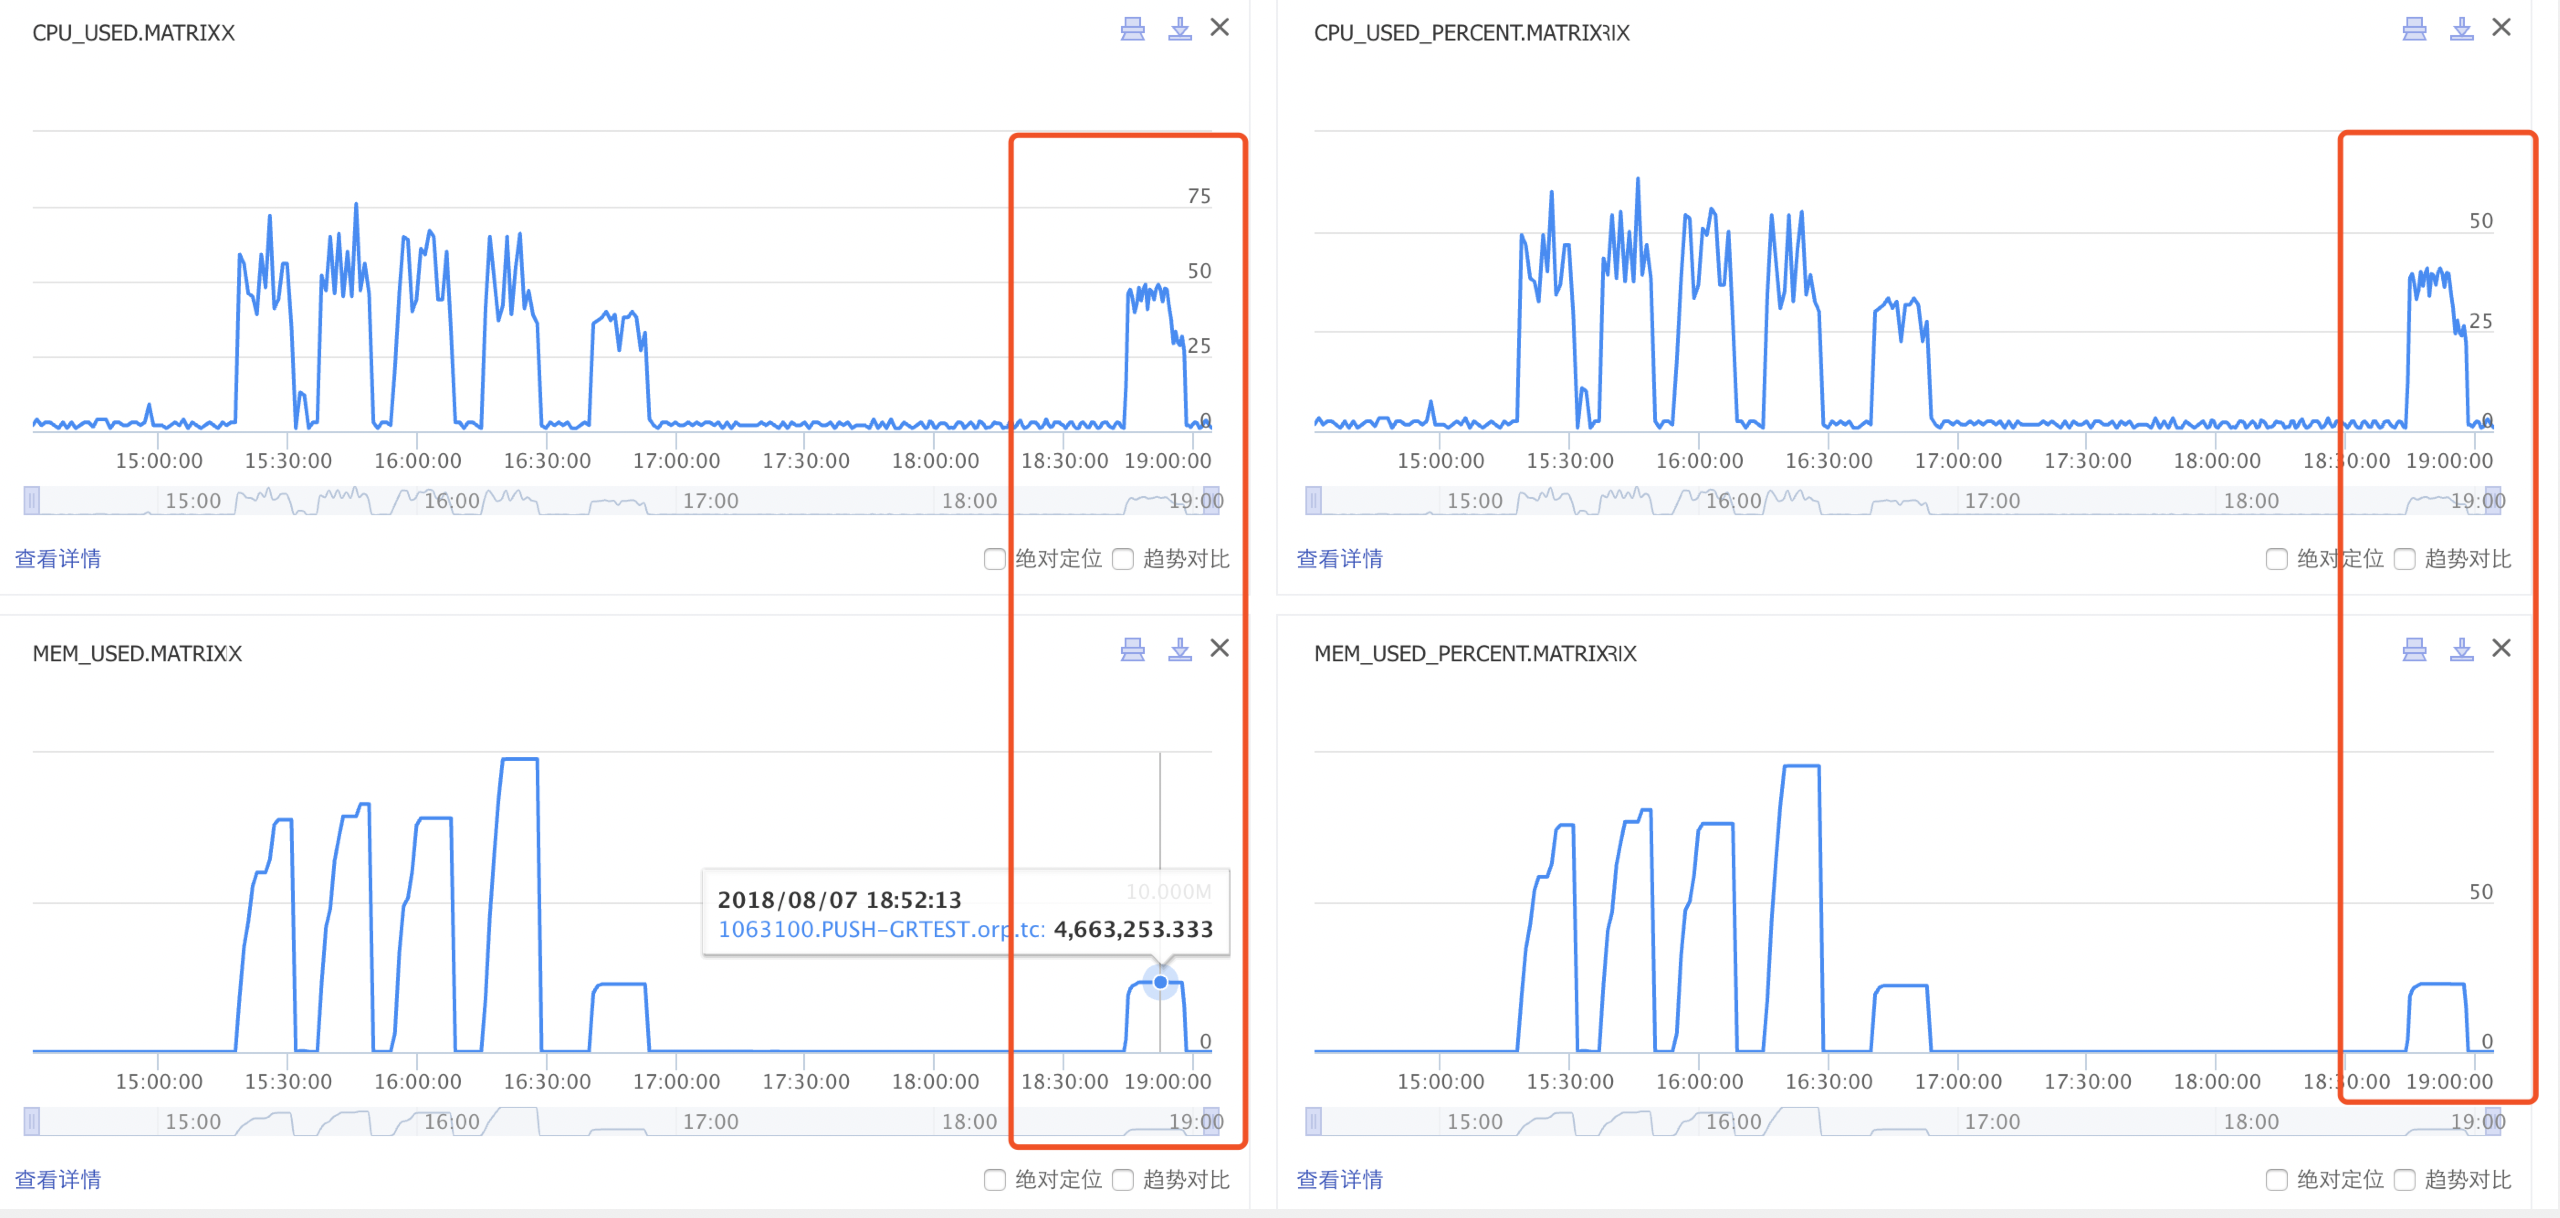 CPU_USED.MATRIXX
75
50
25
0
15:00:00 15:30:00 16:00:00 16:30:00 17:00:00 17:30:00 18:00:00 18:30:00 19:00:00
15:00 16:00 17:00 18:00 19:00
查看详情 绝对定位 趋势对比
CPU_USED_PERCENT.MATRIXRIX
50
25
0
15:00:00 15:30:00 16:00:00 16:30:00 17:00:00 17:30:00 18:00:00 18:30:00 19:00:00
15:00 16:00 17:00 18:00 19:00
查看详情 绝对定位 趋势对比
MEM_USED.MATRIXX
10.000M
2018/08/07 18:52:13
1063100.PUSH-GRTEST.orp.tc: 4,663,253.333
0
15:00:00 15:30:00 16:00:00 16:30:00 17:00:00 17:30:00 18:00:00 18:30:00 19:00:00
15:00 16:00 17:00 18:00 19:00
查看详情 绝对定位 趋势对比
MEM_USED_PERCENT.MATRIXRIX
50
0
15:00:00 15:30:00 16:00:00 16:30:00 17:00:00 17:30:00 18:00:00 18:30:00 19:00:00
15:00 16:00 17:00 18:00 19:00
查看详情 绝对定位 趋势对比